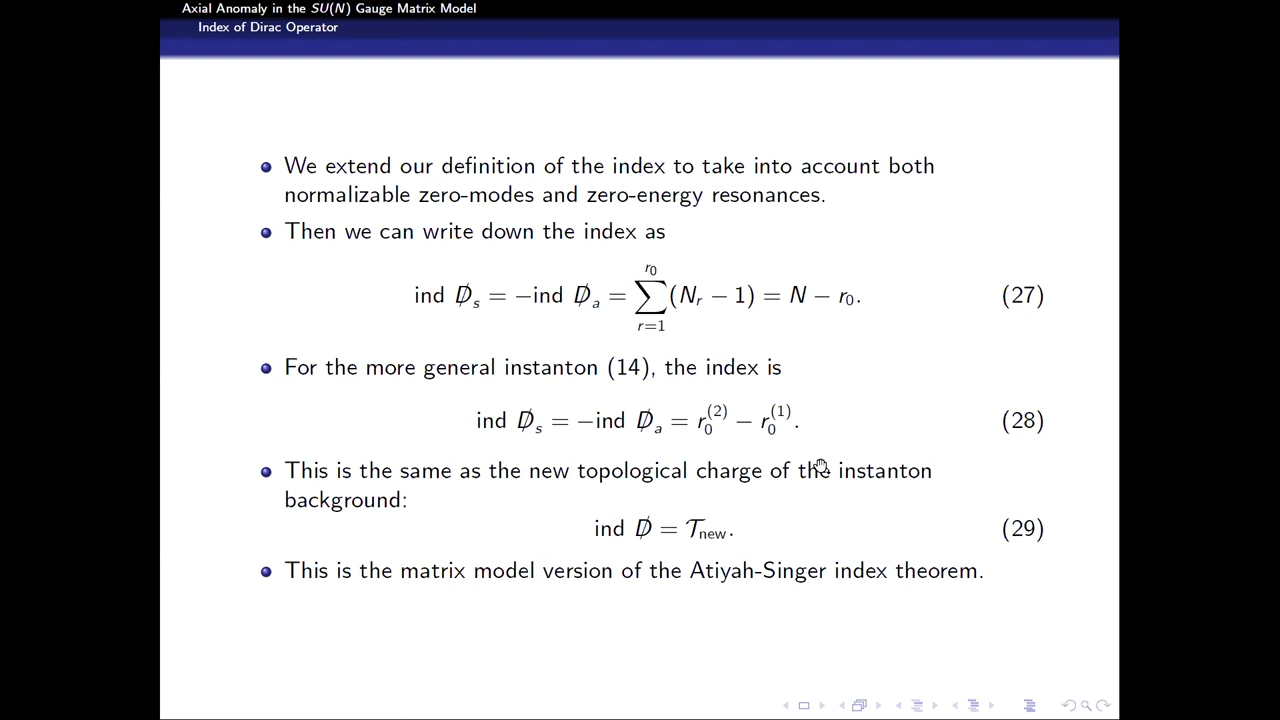 Axial Anomaly in the SU(N) Gauge Matrix Model
Index of Dirac Operator
We extend our definition of the index to take into account both
normalizable zero-modes and zero-energy resonances.
Then we can write down the index as
ind D̸_s = −ind D̸_a = ∑_{r=1}^{r_0} (N_r − 1) = N − r_0. (27)
For the more general instanton (14), the index is
ind D̸_s = −ind D̸_a = r_0^{(2)} − r_0^{(1)}. (28)
This is the same as the new topological charge of the instanton
background:
ind D̸ = 𝒯_new. (29)
This is the matrix model version of the Atiyah-Singer index theorem.